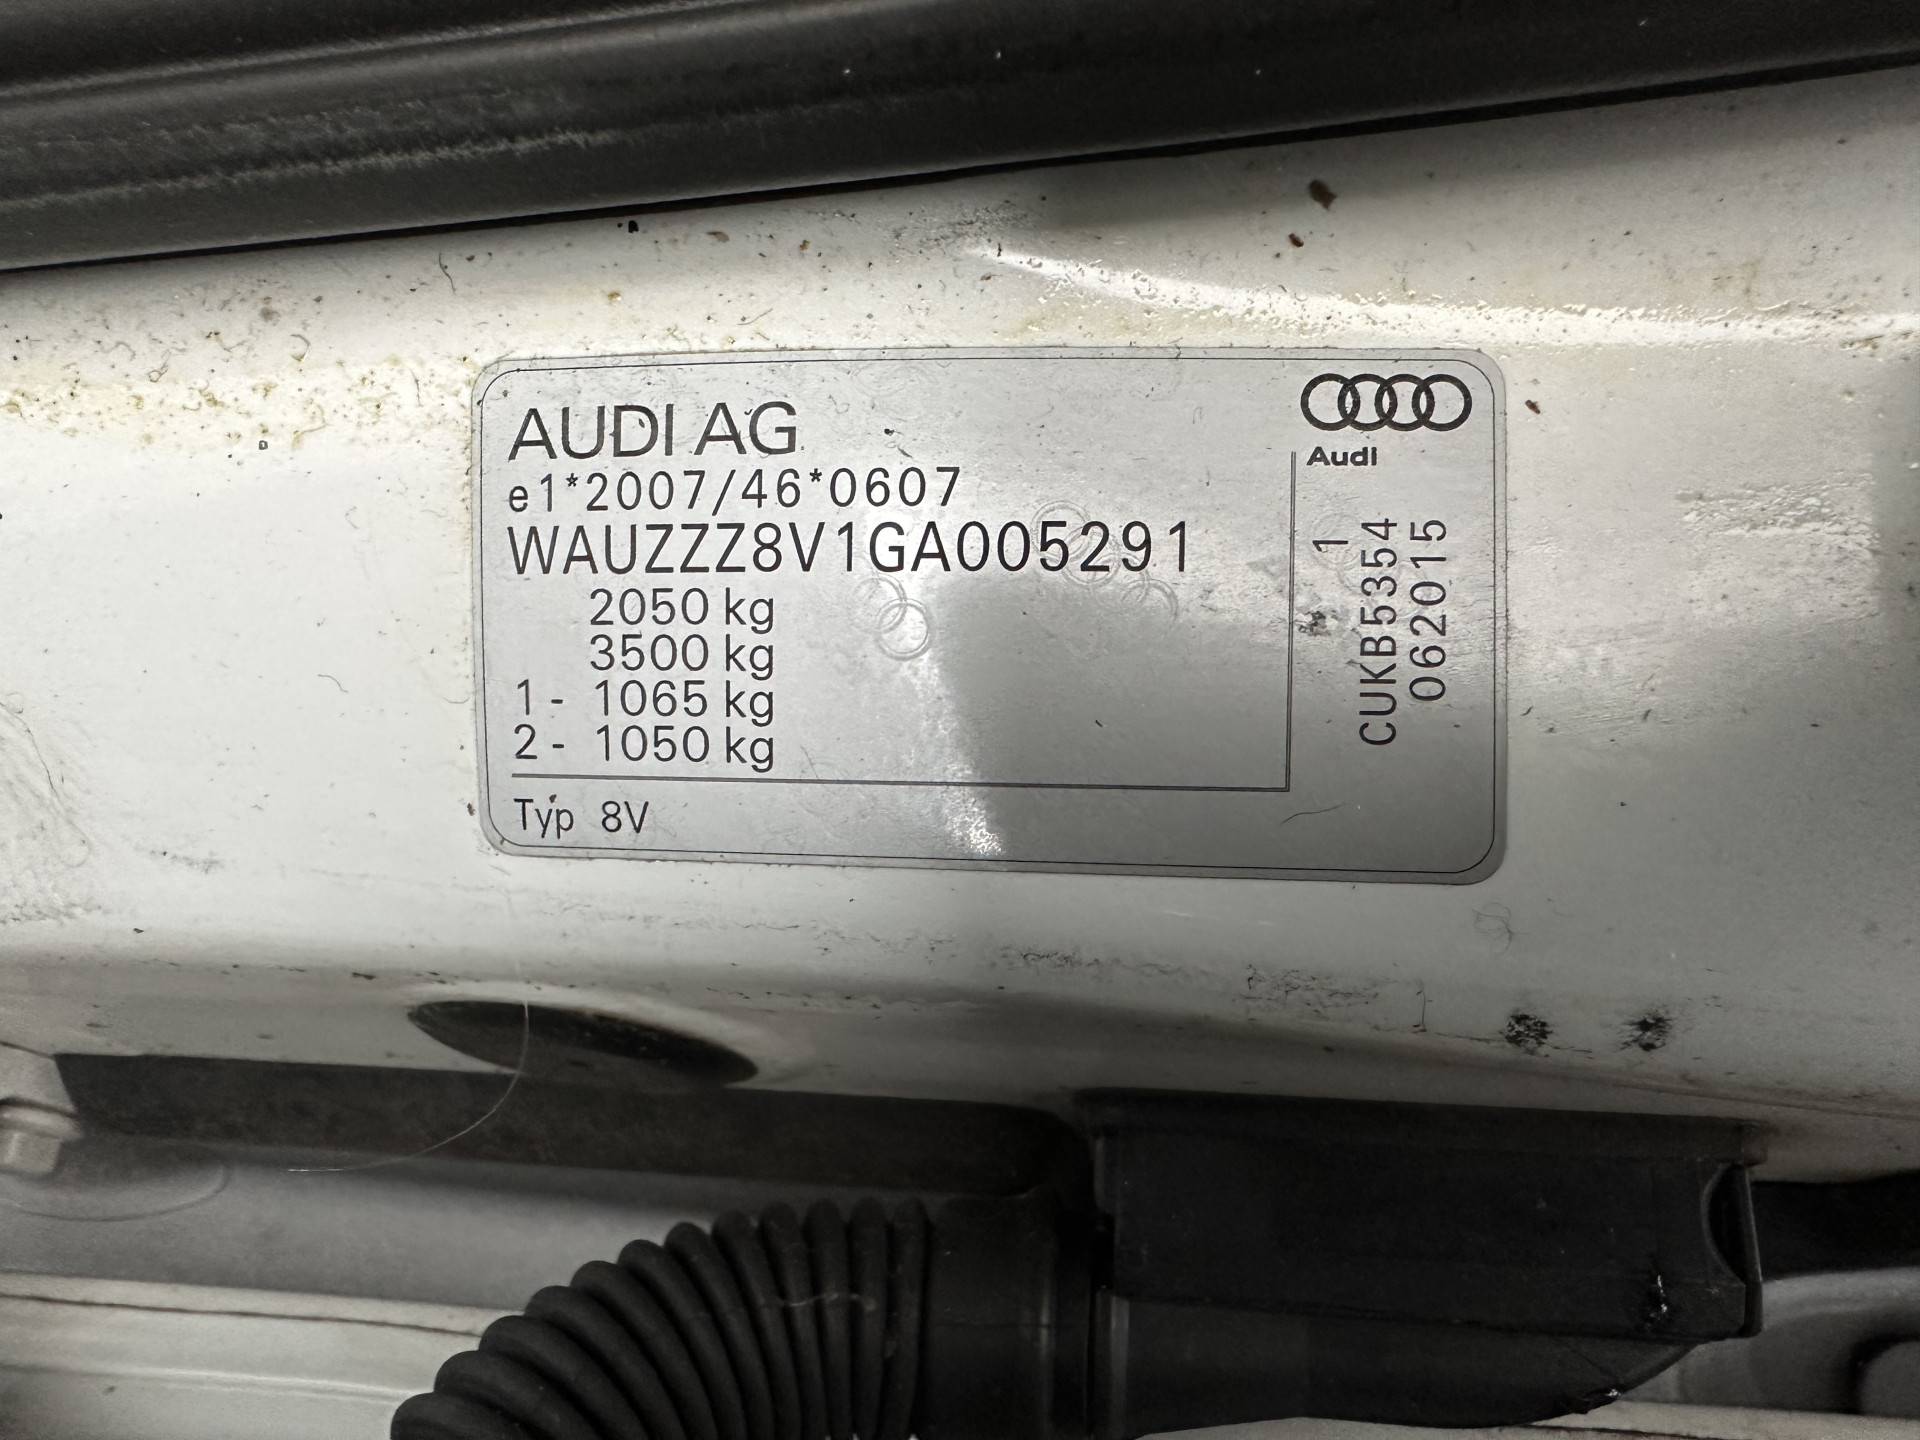 AUDI AG
e1*2007/46*0607
WAUZZZ8V1GA005291
2050 kg
3500 kg
1- 1065 kg
2- 1050 kg
Typ 8V
Audi
1
CUKB5354
062015